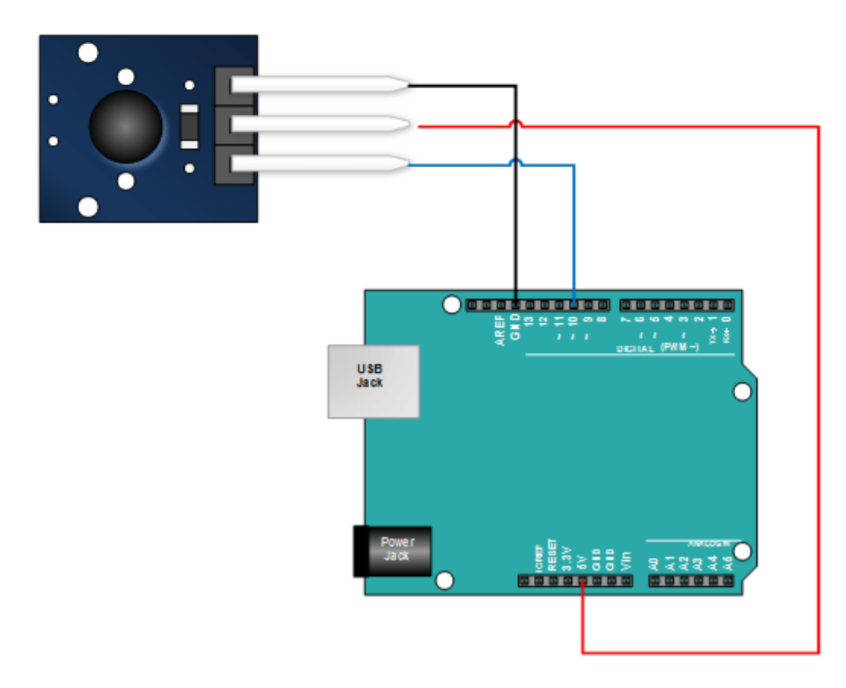 AREF
GND
13
12
~ 11
~ 10
~ 9
8
7
~ 6
~ 5
4
~ 3
2
TX→ 1
0
DIGITAL (PWM ~)
USB
Jack
Power
Jack
IOREF
RESET
3.3V
5V
GND
GND
Vin
ANALOG IN
A0
A1
A2
A3
A4
A5